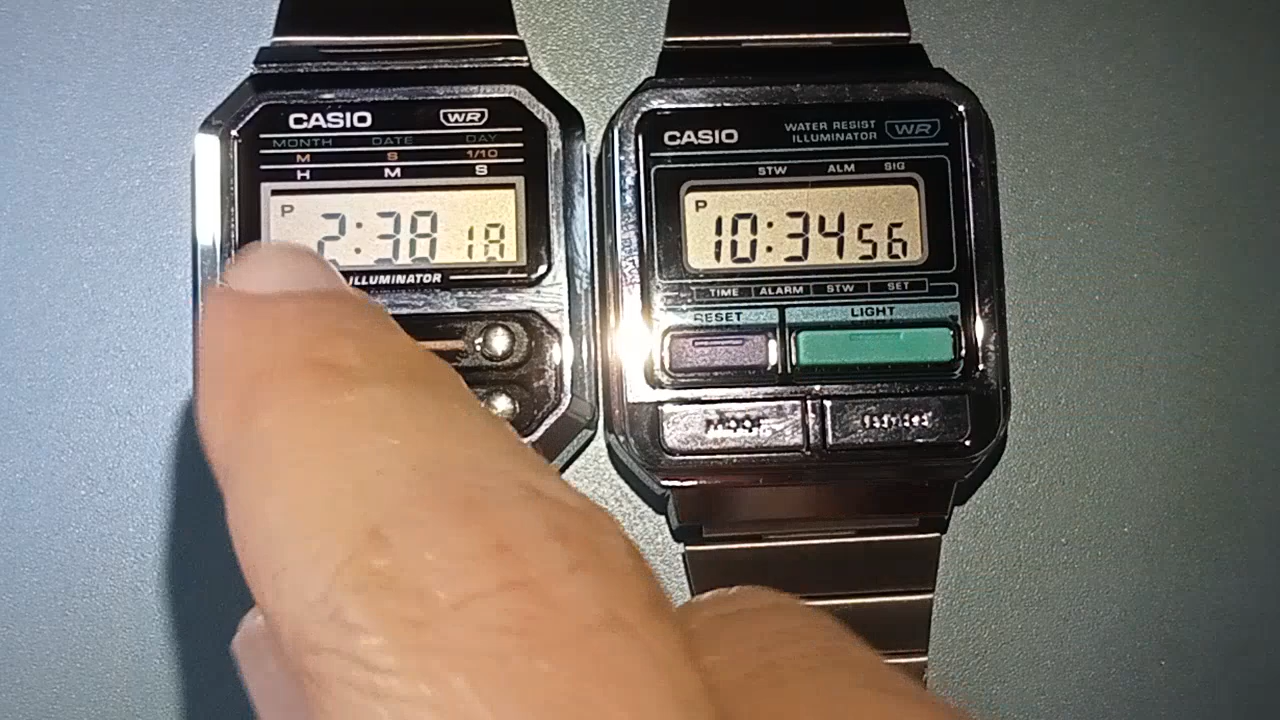 CASIO WR
MONTH DATE DAY
M S 1/10
H M S
P 2:38
ILLUMINATOR
CASIO WATER RESIST ILLUMINATOR WR
STW ALM SIG
P 10:34 56
TIME ALARM STW SET
RESET LIGHT